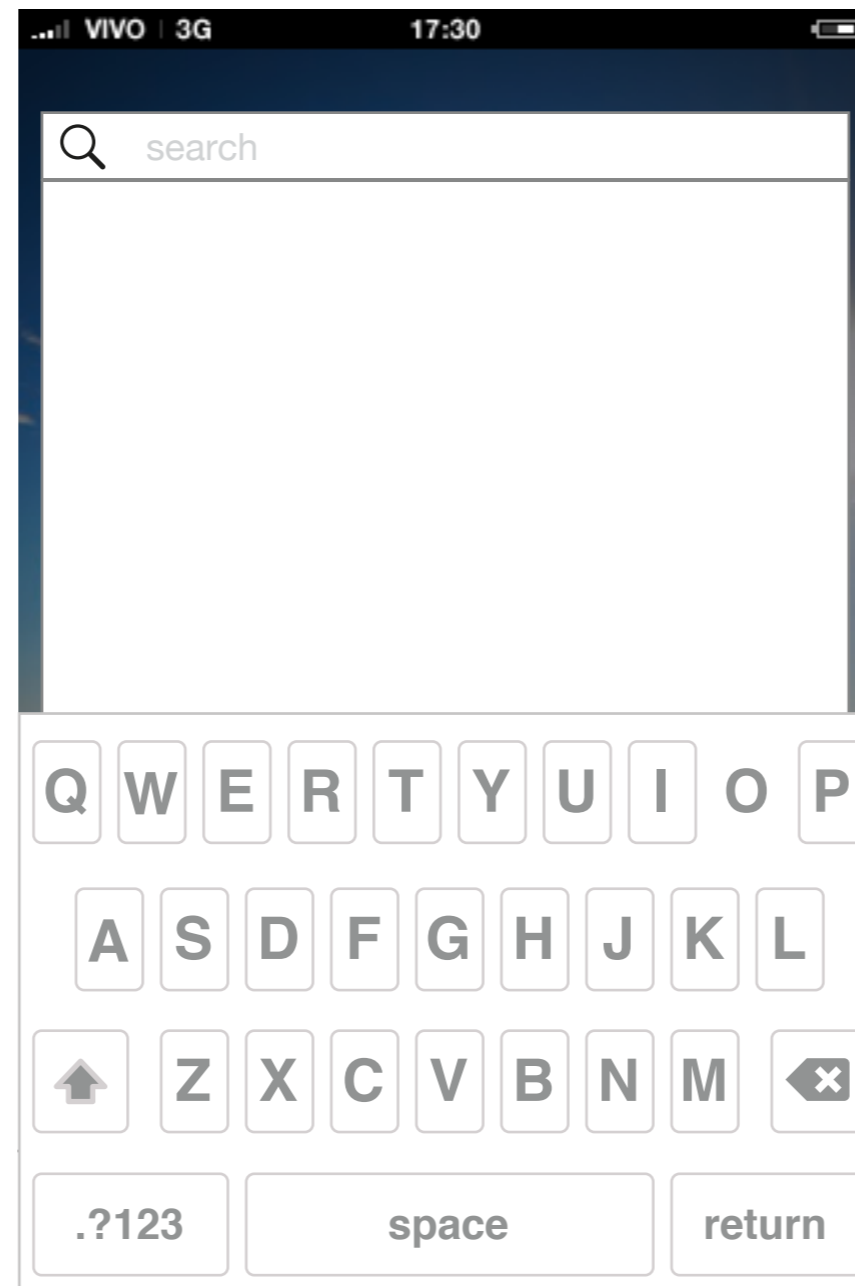 VIVO 3G 17:30
search
Q W E R T Y U I O P
A S D F G H J K L
Z X C V B N M
.?123 space return